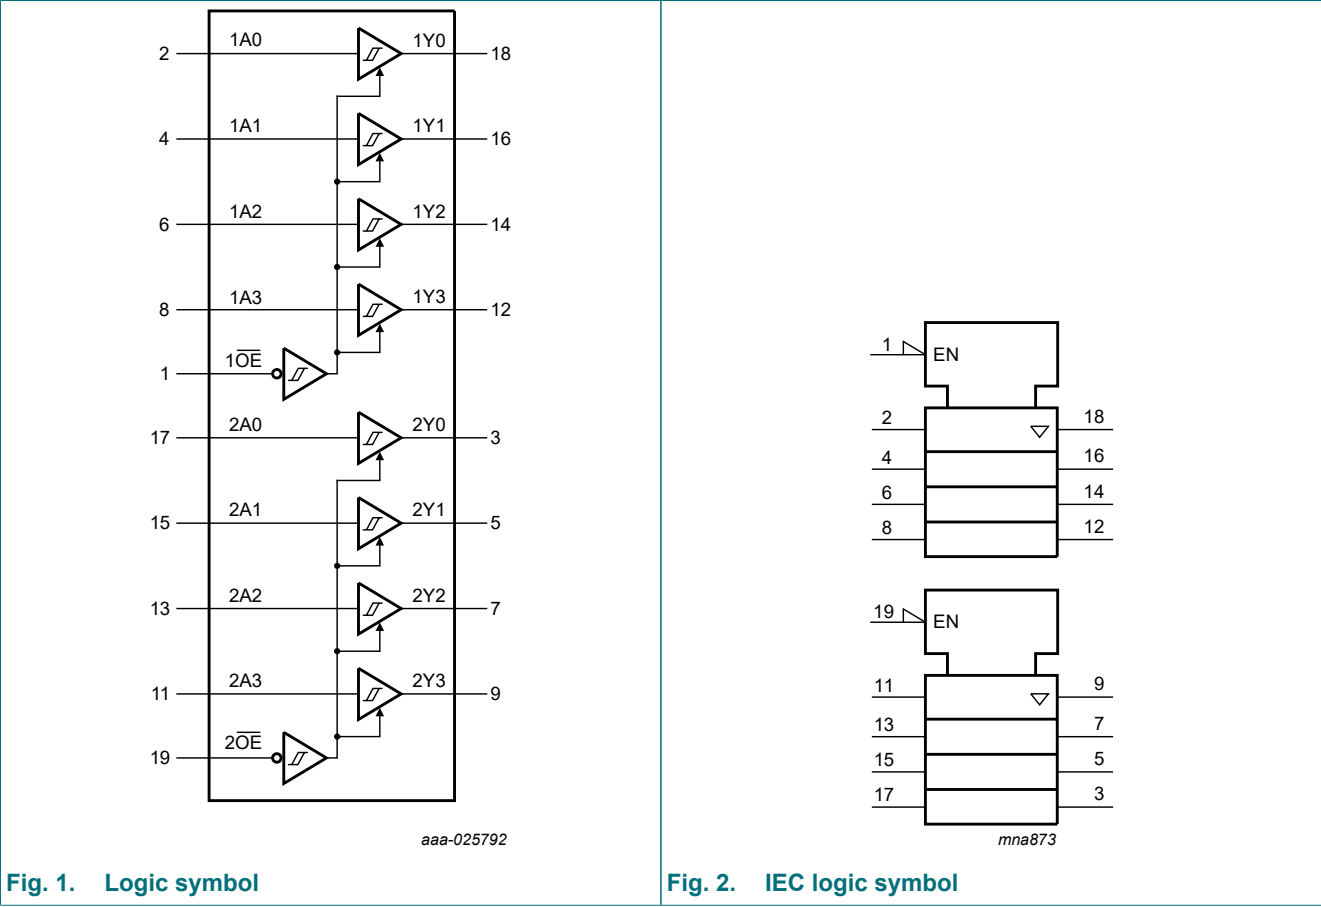 2 1A0 1Y0 18
4 1A1 1Y1 16
6 1A2 1Y2 14
8 1A3 1Y3 12
1 1O̅E̅
17 2A0 2Y0 3
15 2A1 2Y1 5
13 2A2 2Y2 7
11 2A3 2Y3 9
19 2O̅E̅
aaa-025792
Fig. 1. Logic symbol
1 EN
2 18
4 16
6 14
8 12
19 EN
11 9
13 7
15 5
17 3
mna873
Fig. 2. IEC logic symbol